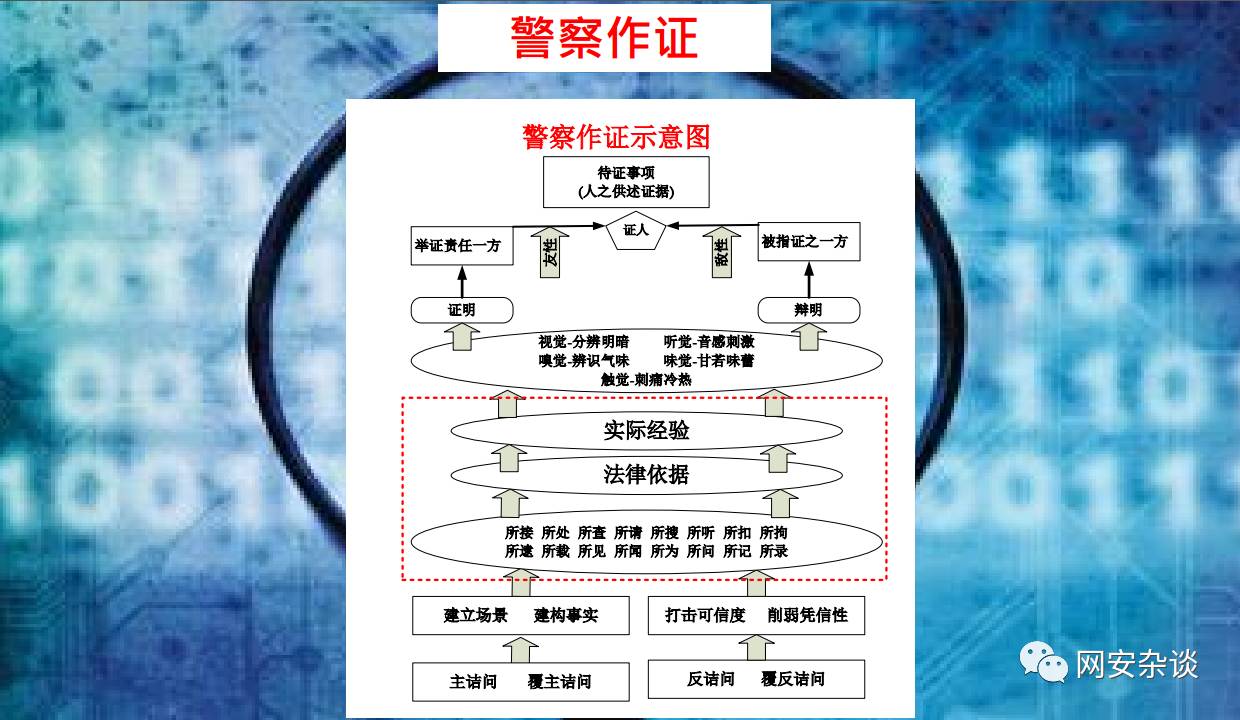 警察作证
警察作证示意图
待证事项
(人之供述证据)
举证责任一方
友性
证人
敌性
被指证之一方
证明
辩明
视觉-分辨明暗 听觉-音感刺激
嗅觉-辨识气味 味觉-甘若味蕾
触觉-刺痛冷热
实际经验
法律依据
所接 所处 所查 所请 所搜 所听 所扣 所拘
所逮 所载 所见 所闻 所为 所问 所记 所录
建立场景 建构事实
打击可信度 削弱凭信性
主诘问 覆主诘问
反诘问 覆反诘问
网安杂谈